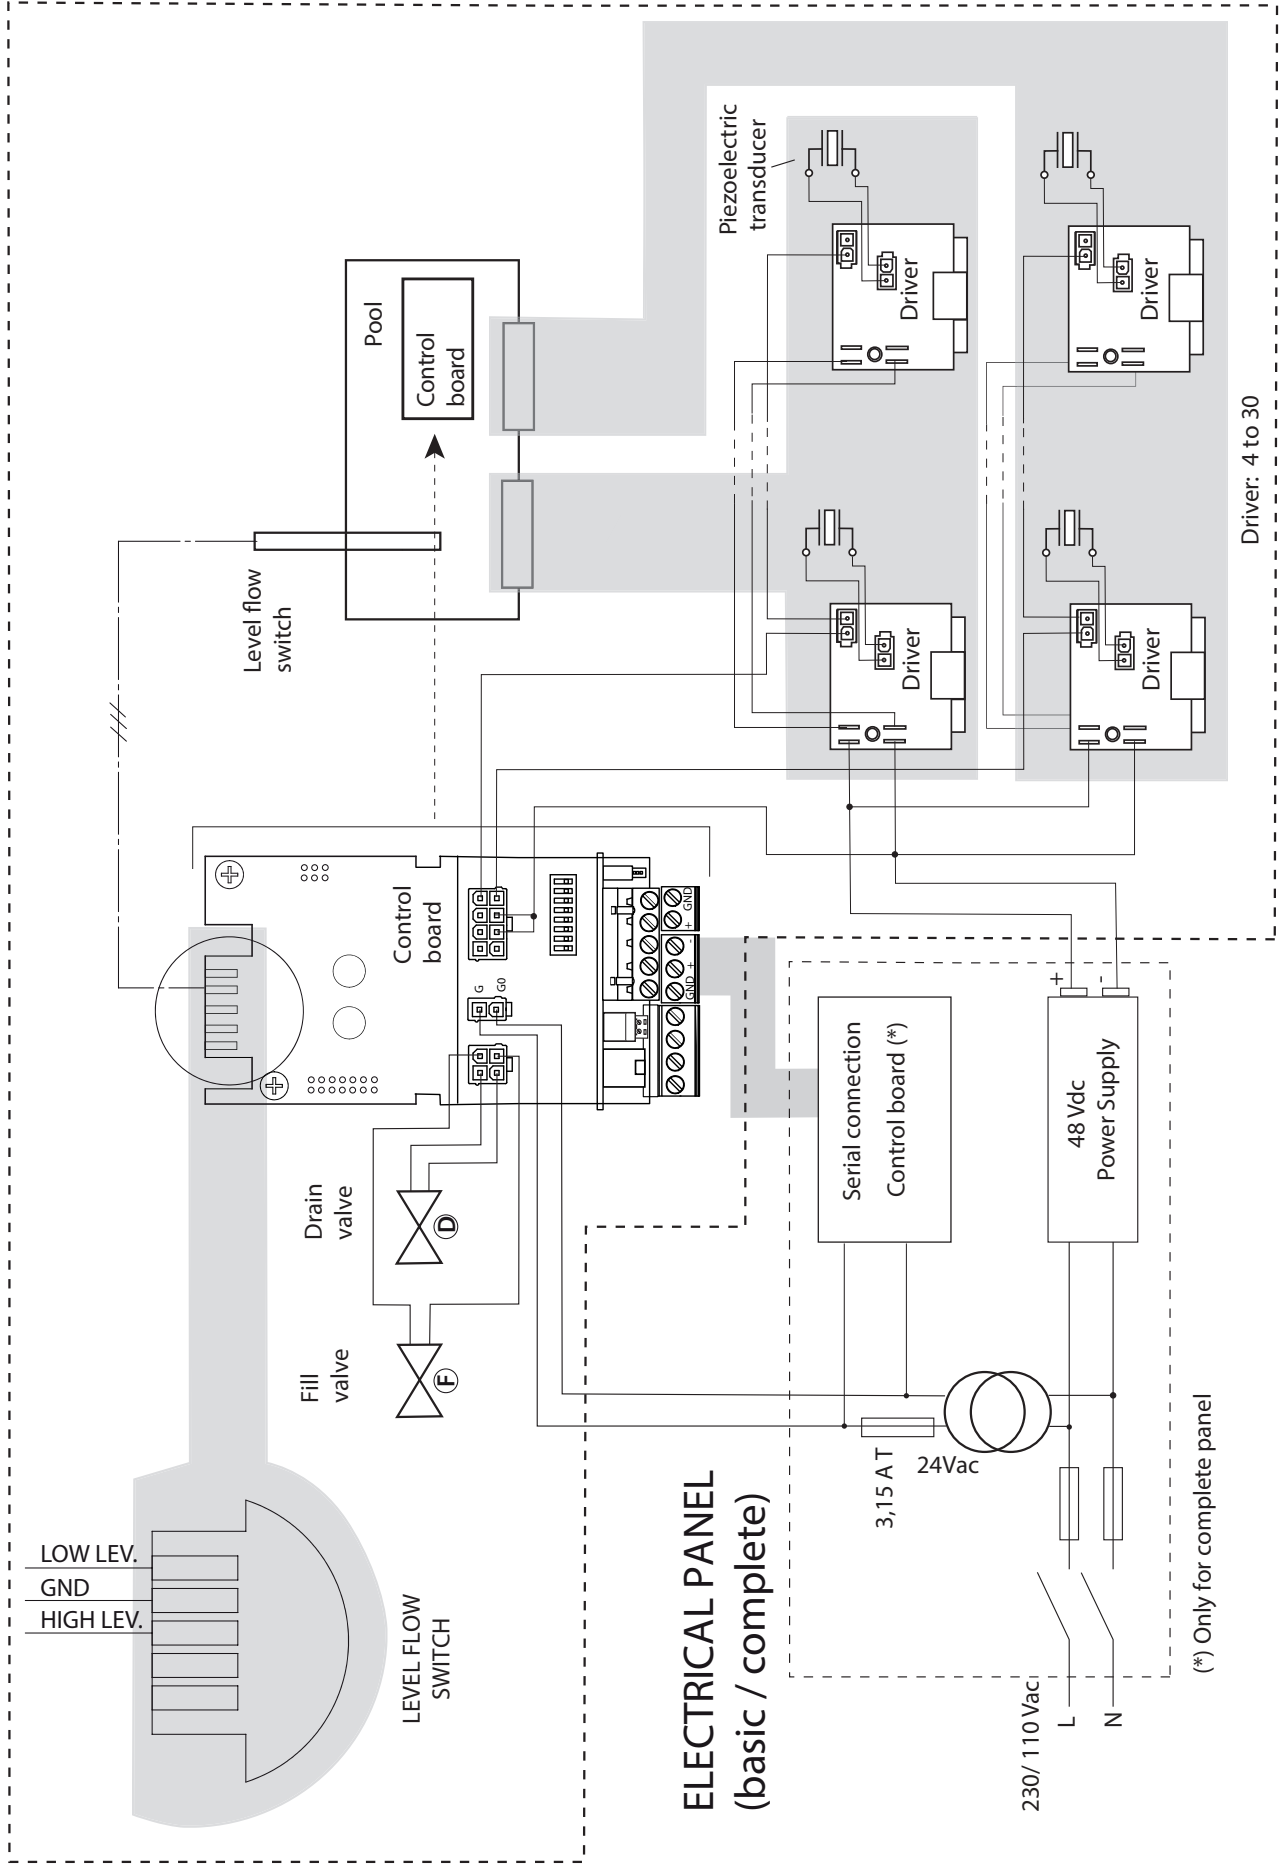 LOW LEV.
GND
HIGH LEV.
LEVEL FLOW
SWITCH
Fill
valve
F
Drain
valve
D
Control
board
G
G0
GND
+
-
+
GND
Level flow
switch
Pool
Control
board
Piezoelectric
transducer
Driver
Driver
Driver
Driver
Driver: 4 to 30
ELECTRICAL PANEL
(basic / complete)
3,15 A T
24Vac
Serial connection
Control board (*)
48 Vdc
Power Supply
+
-
230/ 110 Vac
L
N
(*) Only for complete panel